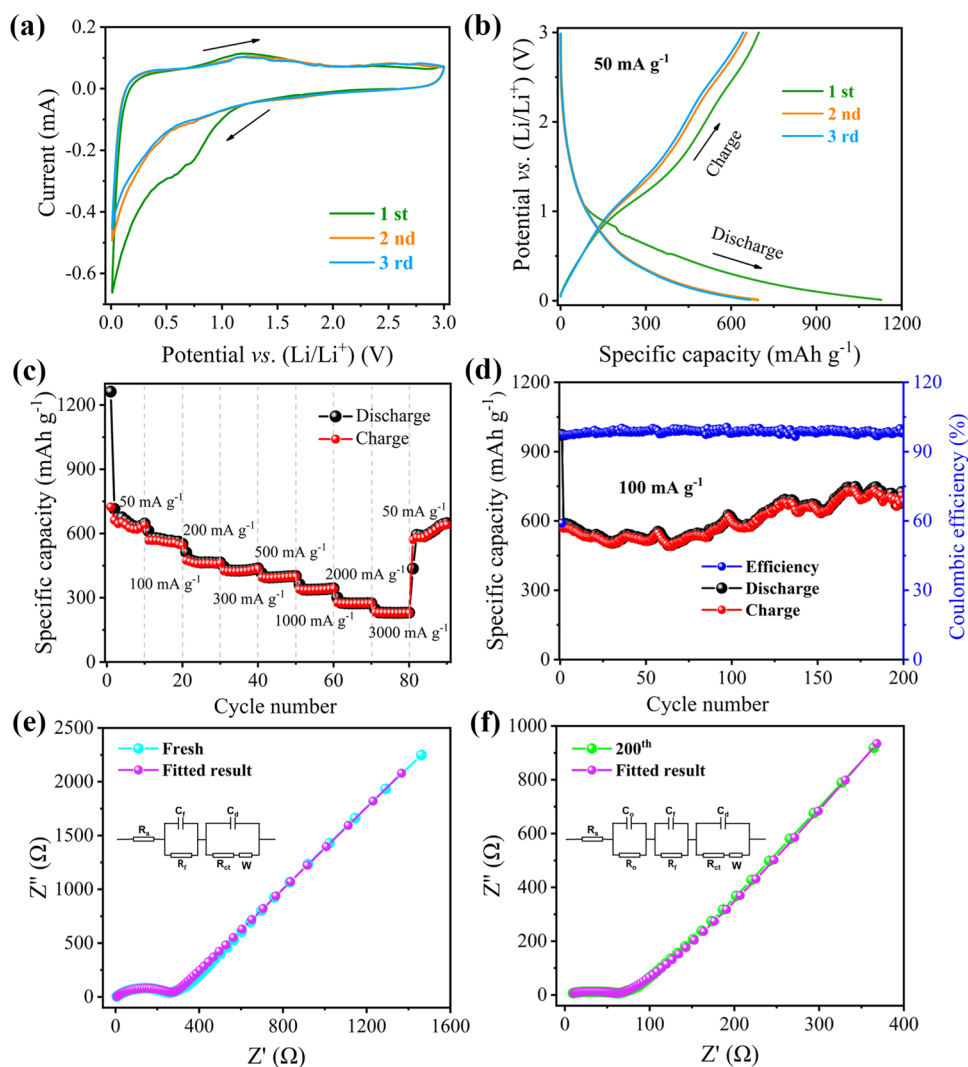 (a)
0.2
0.0
-0.2
-0.4
-0.6
Current (mA)
1 st
2 nd
3 rd
0.0 0.5 1.0 1.5 2.0 2.5 3.0
Potential vs. (Li/Li⁺) (V)
(b)
3
2
1
0
Potential vs. (Li/Li⁺) (V)
50 mA g⁻¹
1 st
2 nd
3 rd
Charge
Discharge
0 300 600 900 1200
Specific capacity (mAh g⁻¹)
(c)
1200
900
600
300
0
Specific capacity (mAh g⁻¹)
Discharge
Charge
50 mA g⁻¹
200 mA g⁻¹
500 mA g⁻¹
2000 mA g⁻¹
50 mA g⁻¹
100 mA g⁻¹
300 mA g⁻¹
1000 mA g⁻¹
3000 mA g⁻¹
0 20 40 60 80
Cycle number
(d)
1200
900
600
300
0
Specific capacity (mAh g⁻¹)
100 mA g⁻¹
Efficiency
Discharge
Charge
120
90
60
30
0
Coulombic efficiency (%)
0 50 100 150 200
Cycle number
(e)
2500
2000
1500
1000
500
0
Z'' (Ω)
Fresh
Fitted result
Cf Cd
Rs
Rf Rct W
0 400 800 1200 1600
Z' (Ω)
(f)
1000
800
600
400
200
0
Z'' (Ω)
200th
Fitted result
Co Cf Cd
Rs
Ro Rf Rct W
0 100 200 300 400
Z' (Ω)